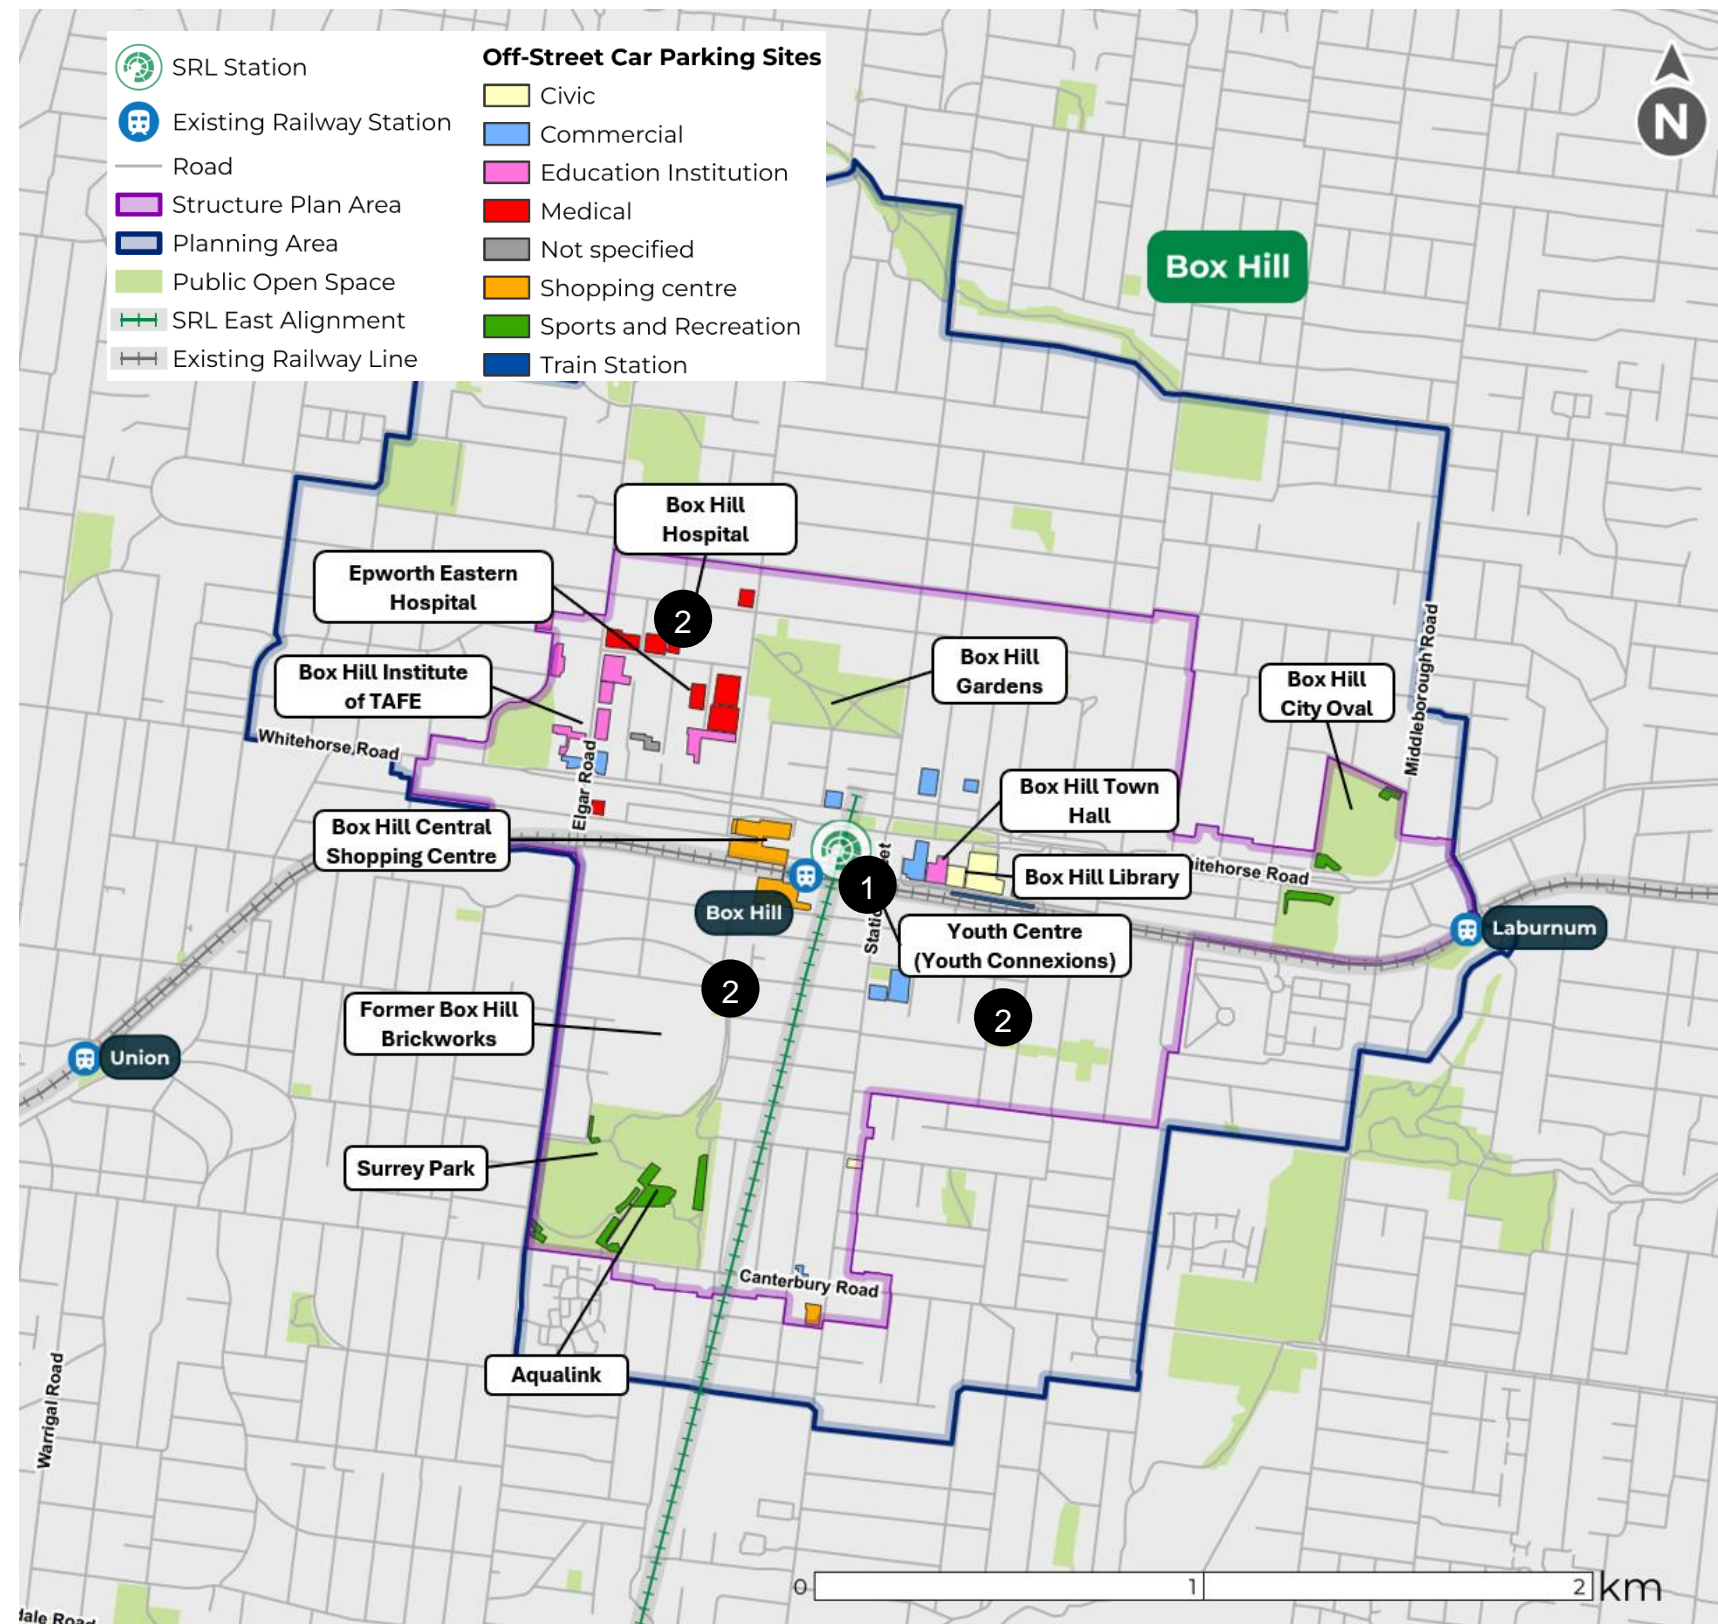 SRL Station
Existing Railway Station
Road
Structure Plan Area
Planning Area
Public Open Space
SRL East Alignment
Existing Railway Line
Off-Street Car Parking Sites
Civic
Commercial
Education Institution
Medical
Not specified
Shopping centre
Sports and Recreation
Train Station
N
Box Hill
Box Hill
Hospital
Epworth Eastern
Hospital
2
Box Hill Institute
of TAFE
Box Hill
Gardens
Box Hill
City Oval
Middleborough Road
Whitehorse Road
Elgar Road
Box Hill Town
Hall
Box Hill Central
Shopping Centre
Box Hill Library
itehorse Road
1
Box Hill
Youth Centre
(Youth Connexions)
Laburnum
2
2
Former Box Hill
Brickworks
Union
Surrey Park
Canterbury Road
Aqualink
Warrigal Road
0 1 2 km
dale Road